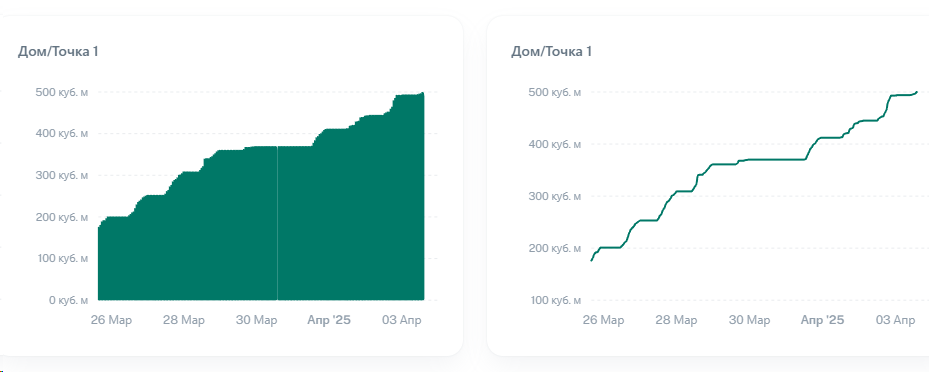 Дом/Точка 1
500 куб. м
400 куб. м
300 куб. м
200 куб. м
100 куб. м
0 куб. м
26 Мар 28 Мар 30 Мар Апр '25 03 Апр
Дом/Точка 1
500 куб. м
400 куб. м
300 куб. м
200 куб. м
100 куб. м
26 Мар 28 Мар 30 Мар Апр '25 03 Апр